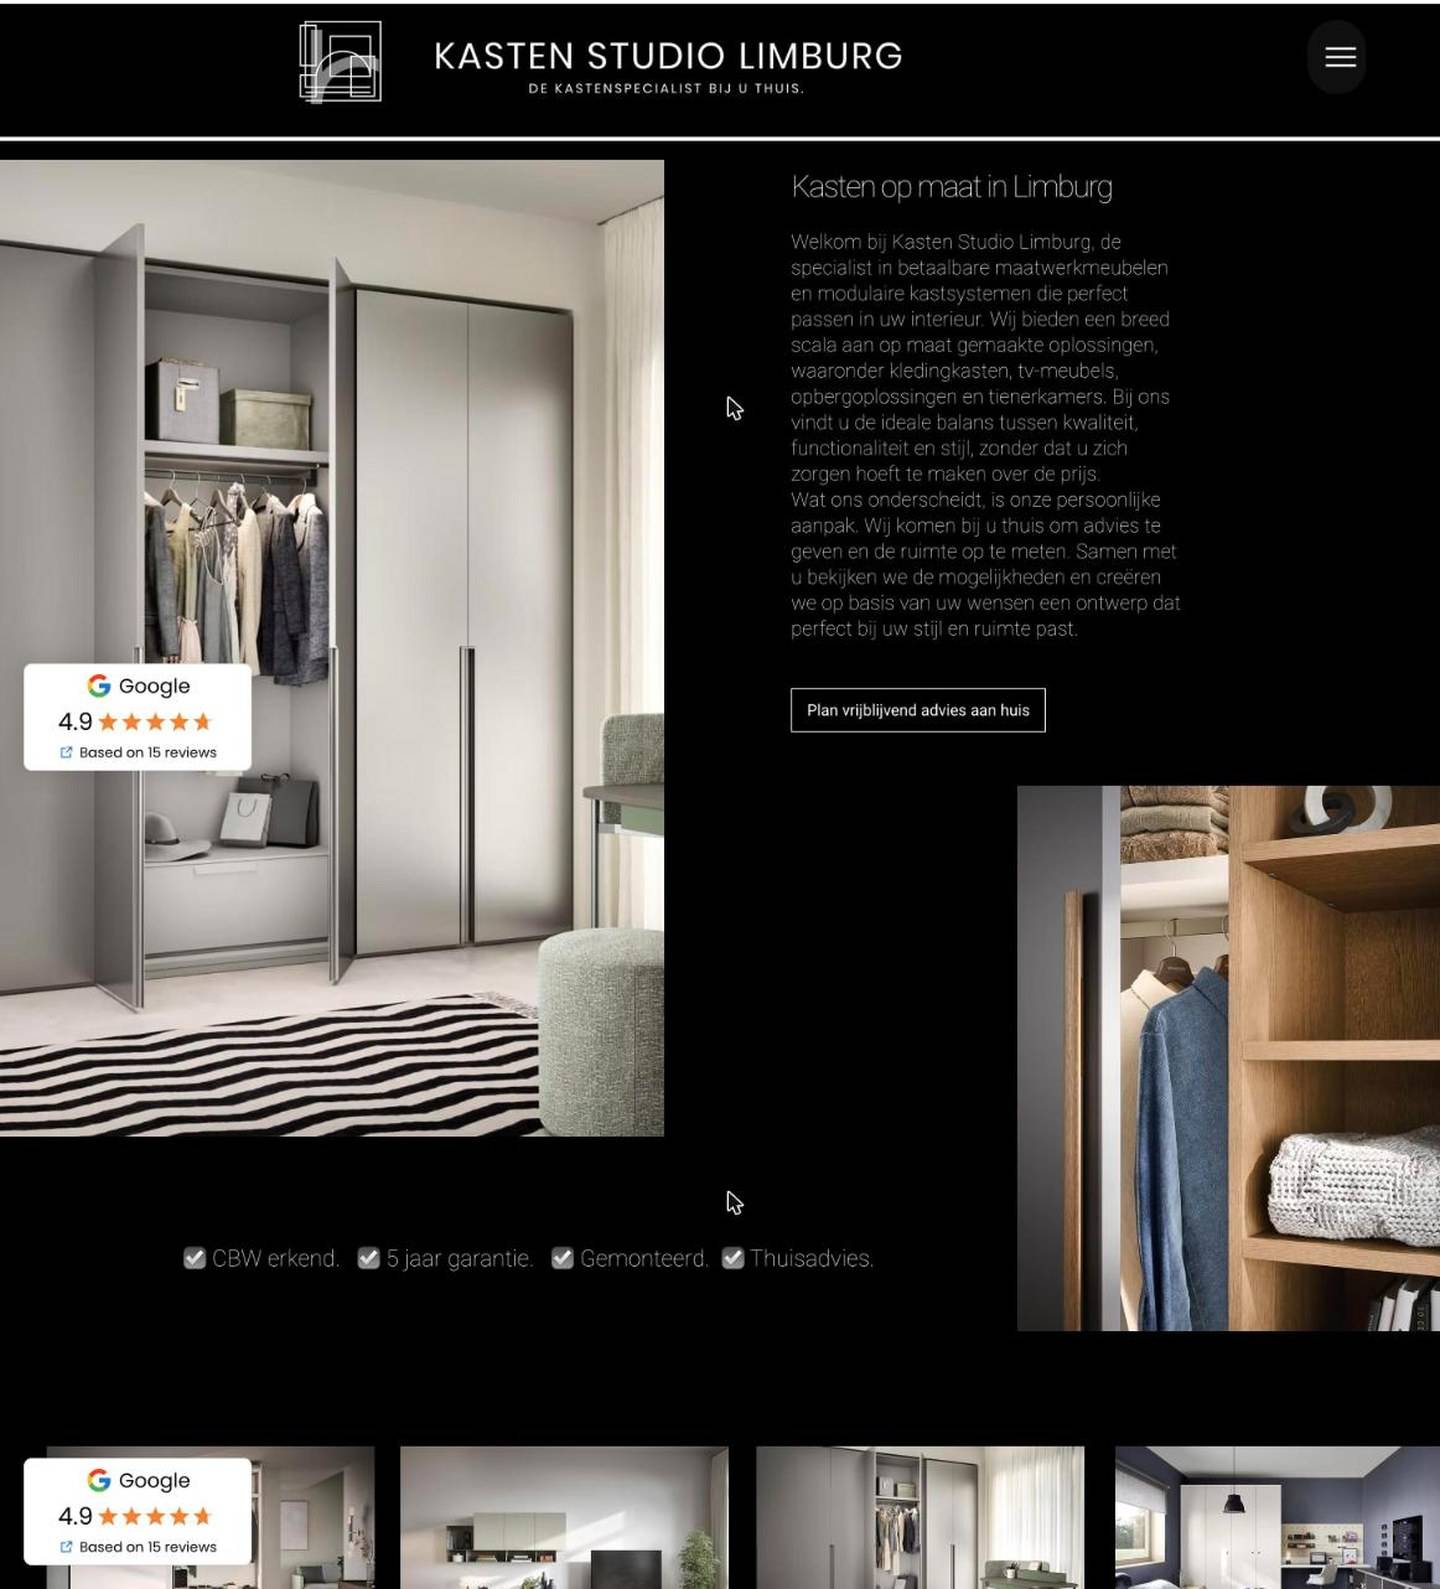 KASTEN STUDIO LIMBURG
DE KASTENSPECIALIST BIJ U THUIS.
Kasten op maat in Limburg
Welkom bij Kasten Studio Limburg, de
specialist in betaalbare maatwerkmeubelen
en modulaire kastsystemen die perfect
passen in uw interieur. Wij bieden een breed
scala aan op maat gemaakte oplossingen,
waaronder kledingkasten, tv-meubels,
opbergoplossingen en tienerkamers. Bij ons
vindt u de ideale balans tussen kwaliteit,
functionaliteit en stijl, zonder dat u zich
zorgen hoeft te maken over de prijs.
Wat ons onderscheidt, is onze persoonlijke
aanpak. Wij komen bij u thuis om advies te
geven en de ruimte op te meten. Samen met
u bekijken we de mogelijkheden en creëren
we op basis van uw wensen een ontwerp dat
perfect bij uw stijl en ruimte past.
Plan vrijblijvend advies aan huis
Google
4.9
Based on 15 reviews
CBW erkend. 5 jaar garantie. Gemonteerd. Thuisadvies.
Google
4.9
Based on 15 reviews